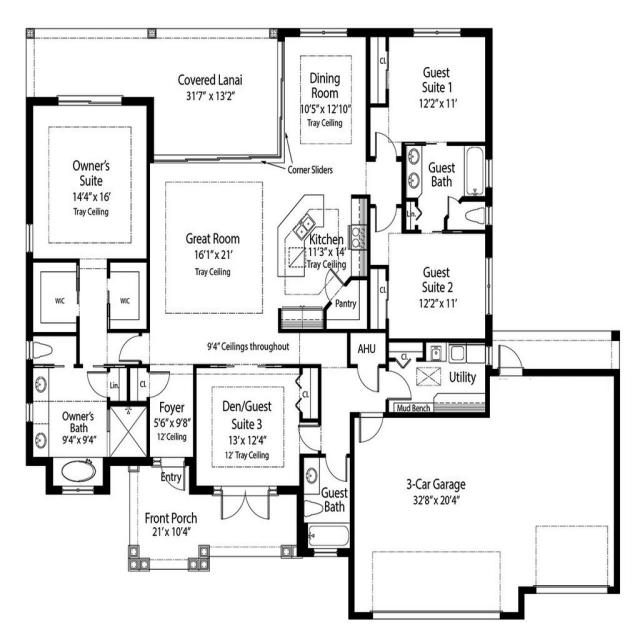 Covered Lanai
31'7" x 13'2"
Dining
Room
10'5" x 12'10"
Tray Ceiling
CL
Guest
Suite 1
12'2" x 11'
Corner Sliders
Owner's
Suite
14'4" x 16'
Tray Ceiling
Guest
Bath
Lin.
Great Room
16'1" x 21'
Tray Ceiling
Kitchen
11'3" x 14'
Tray Ceiling
Pantry
CL
Guest
Suite 2
12'2" x 11'
WIC
WIC
9'4" Ceilings throughout
AHU
CL
Utility
Mud Bench
Lin.
CL
Owner's
Bath
9'4" x 9'4"
Foyer
5'6" x 9'8"
12' Ceiling
Den/Guest
Suite 3
13' x 12'4"
12' Tray Ceiling
CL
Entry
Guest
Bath
3-Car Garage
32'8" x 20'4"
Front Porch
21' x 10'4"